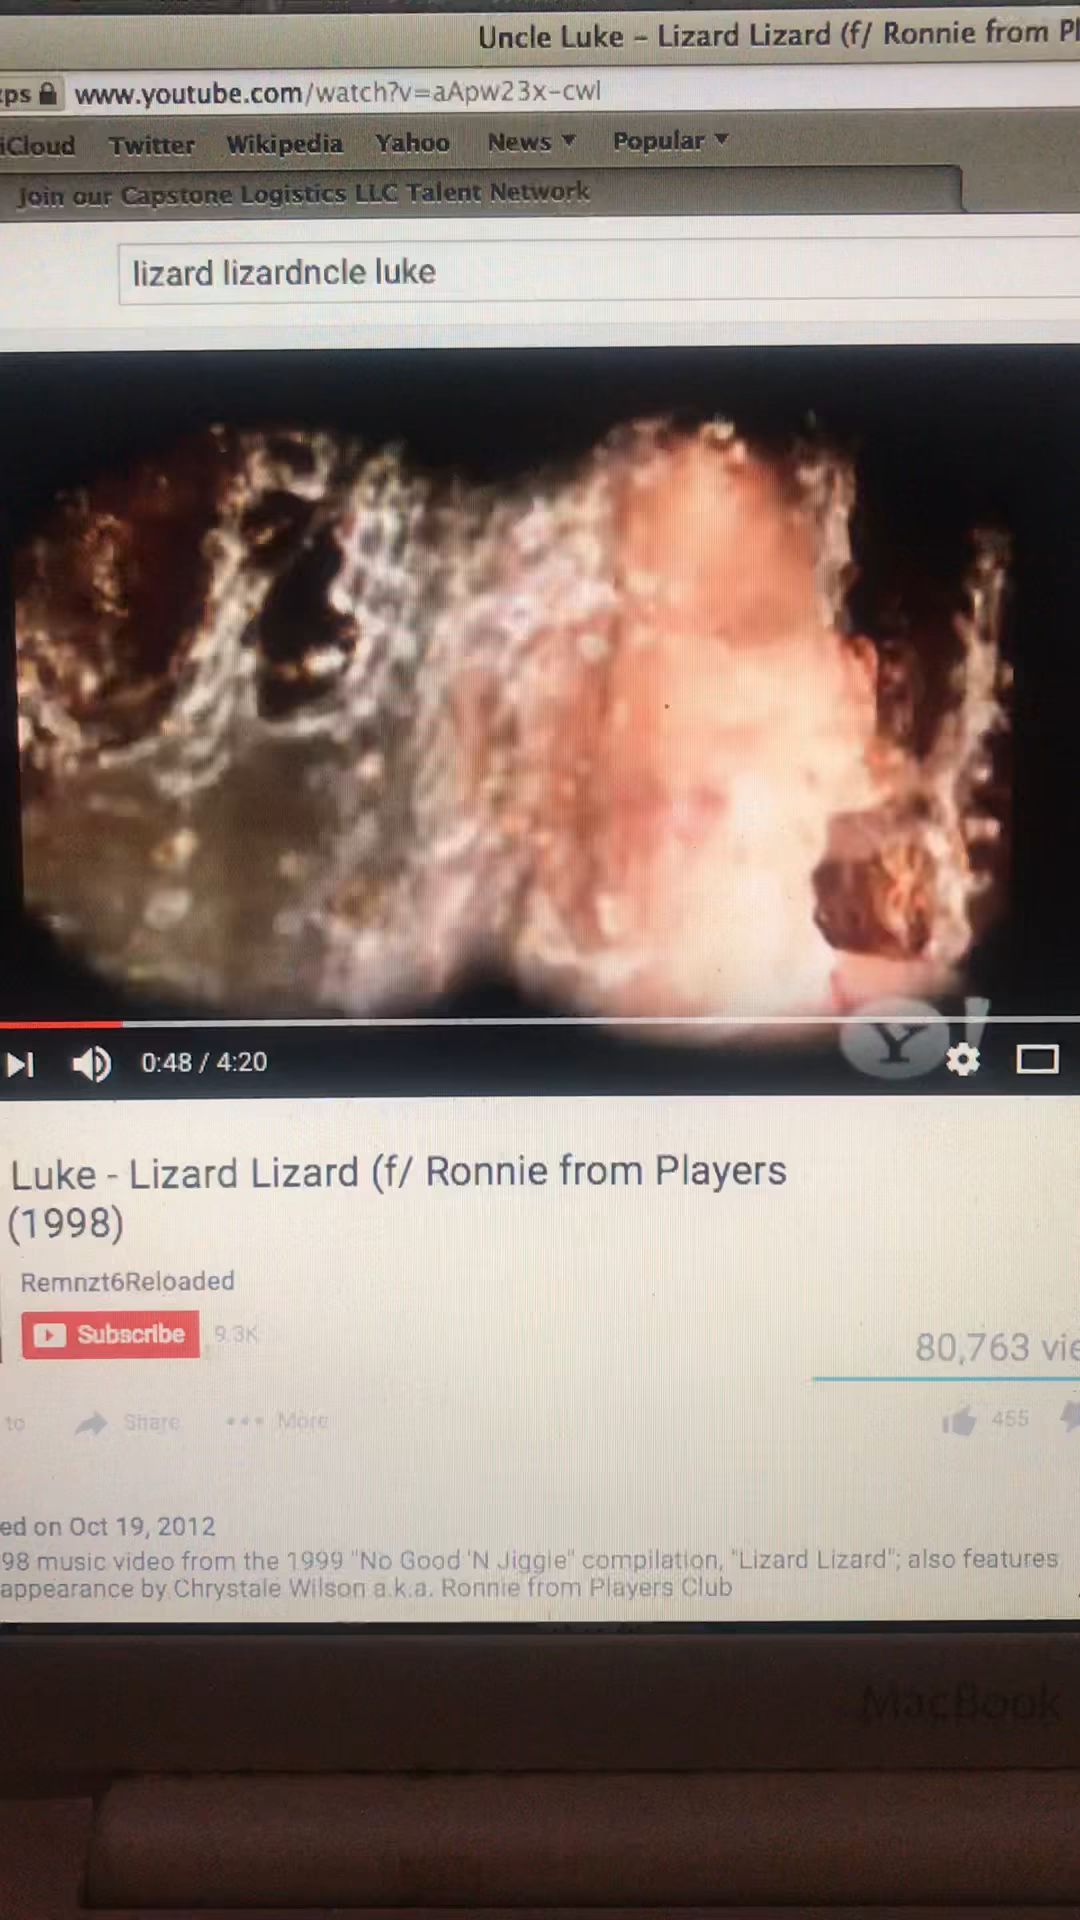 Uncle Luke – Lizard Lizard (f/ Ronnie from Pl
ps www.youtube.com/watch?v=aApw23x-cwI
iCloud Twitter Wikipedia Yahoo News Popular
Join our Capstone Logistics LLC Talent Network
lizard lizardncle luke
Y!
0:48 / 4:20
Luke - Lizard Lizard (f/ Ronnie from Players
(1998)
Remnzt6Reloaded
Subscribe 9.3K
80,763 vie
to Share More
455
ed on Oct 19, 2012
98 music video from the 1999 "No Good 'N Jiggie" compilation, "Lizard Lizard"; also features
appearance by Chrystale Wilson a.k.a. Ronnie from Players Club
MacBook